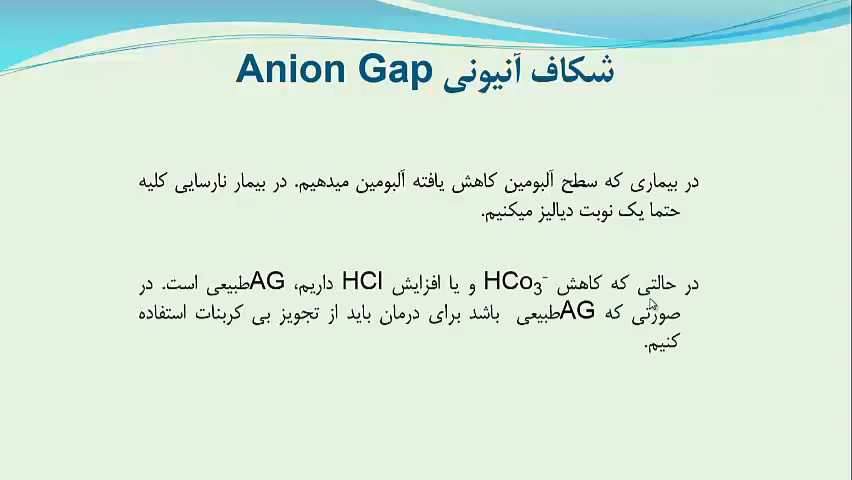 شکاف آنیونی Anion Gap
در بیماری که سطح آلبومین کاهش یافته آلبومین میدهیم. در بیمار نارسایی کلیه
حتما یک نوبت دیالیز میکنیم.
در حالتی که کاهش HCo₃⁻ و یا افزایش HCl داریم، AGطبیعی است. در
صورتی که AGطبیعی باشد برای درمان باید از تجویز بی کربنات استفاده
کنیم.